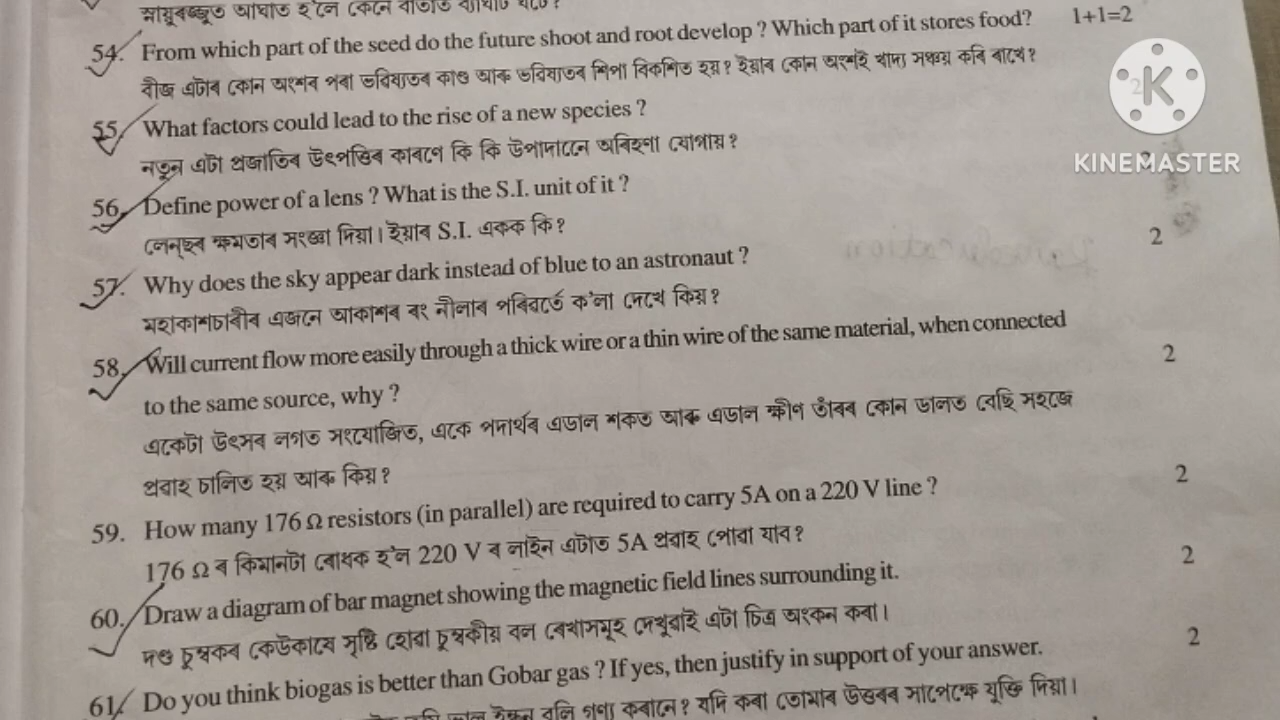 স্নায়ুৰজ্জুত আঘাত হ'লে কেনে বাৰ্তাত ব্যাঘাত ঘটে?
54. From which part of the seed do the future shoot and root develop ? Which part of it stores food? 1+1=2
বীজ এটাৰ কোন অংশৰ পৰা ভৱিষ্যতৰ কাণ্ড আৰু ভৱিষ্যতৰ শিপা বিকশিত হয়? ইয়াৰ কোন অংশই খাদ্য সঞ্চয় কৰি ৰাখে?
55. What factors could lead to the rise of a new species ?
নতুন এটা প্ৰজাতিৰ উৎপত্তিৰ কাৰণে কি কি উপাদানে অৰিহণা যোগায়?
KINEMASTER
56. Define power of a lens ? What is the S.I. unit of it ?
লেন্ছৰ ক্ষমতাৰ সংজ্ঞা দিয়া। ইয়াৰ S.I. একক কি? 2
57. Why does the sky appear dark instead of blue to an astronaut ?
মহাকাশচাৰীৰ এজনে আকাশৰ ৰং নীলাৰ পৰিৱৰ্তে ক'লা দেখে কিয়?
58. Will current flow more easily through a thick wire or a thin wire of the same material, when connected 2
to the same source, why ?
একেটা উৎসৰ লগত সংযোজিত, একে পদাৰ্থৰ এডাল শকত আৰু এডাল ক্ষীণ তাঁৰৰ কোন ডালত বেছি সহজে
প্ৰবাহ চালিত হয় আৰু কিয়?
59. How many 176 Ω resistors (in parallel) are required to carry 5A on a 220 V line ? 2
176 Ω ৰ কিমানটা ৰোধক হ'ল 220 V ৰ লাইন এটাত 5A প্ৰবাহ পোৱা যাব?
60. Draw a diagram of bar magnet showing the magnetic field lines surrounding it. 2
দণ্ড চুম্বকৰ কেউকাষে সৃষ্টি হোৱা চুম্বকীয় বল ৰেখাসমূহ দেখুৱাই এটা চিত্ৰ অংকন কৰা।
61. Do you think biogas is better than Gobar gas ? If yes, then justify in support of your answer. 2
বুলি গণ্য কৰানে? যদি কৰা তোমাৰ উত্তৰৰ সাপেক্ষে যুক্তি দিয়া।